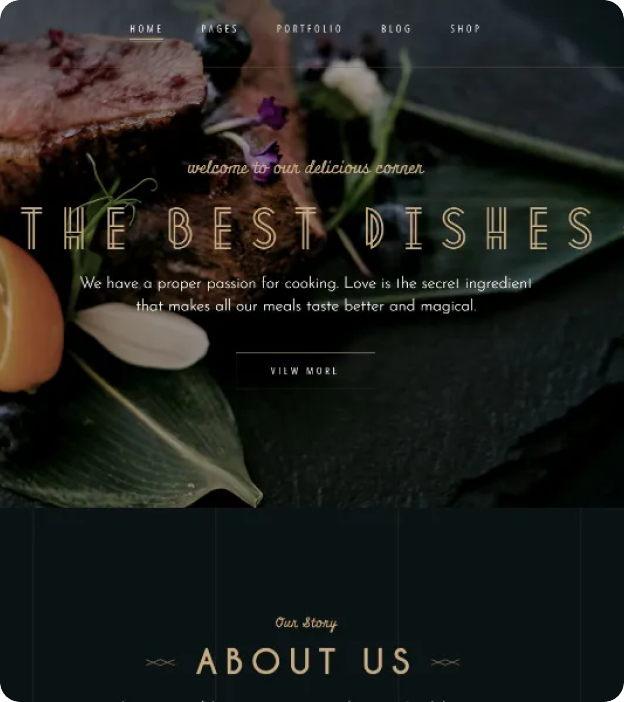 HOME PAGES PORTFOLIO BLOG SHOP
welcome to our delicious corner
THE BEST DISHES
We have a proper passion for cooking. Love is the secret ingredient
that makes all our meals taste better and magical.
VIEW MORE
Our Story
ABOUT US